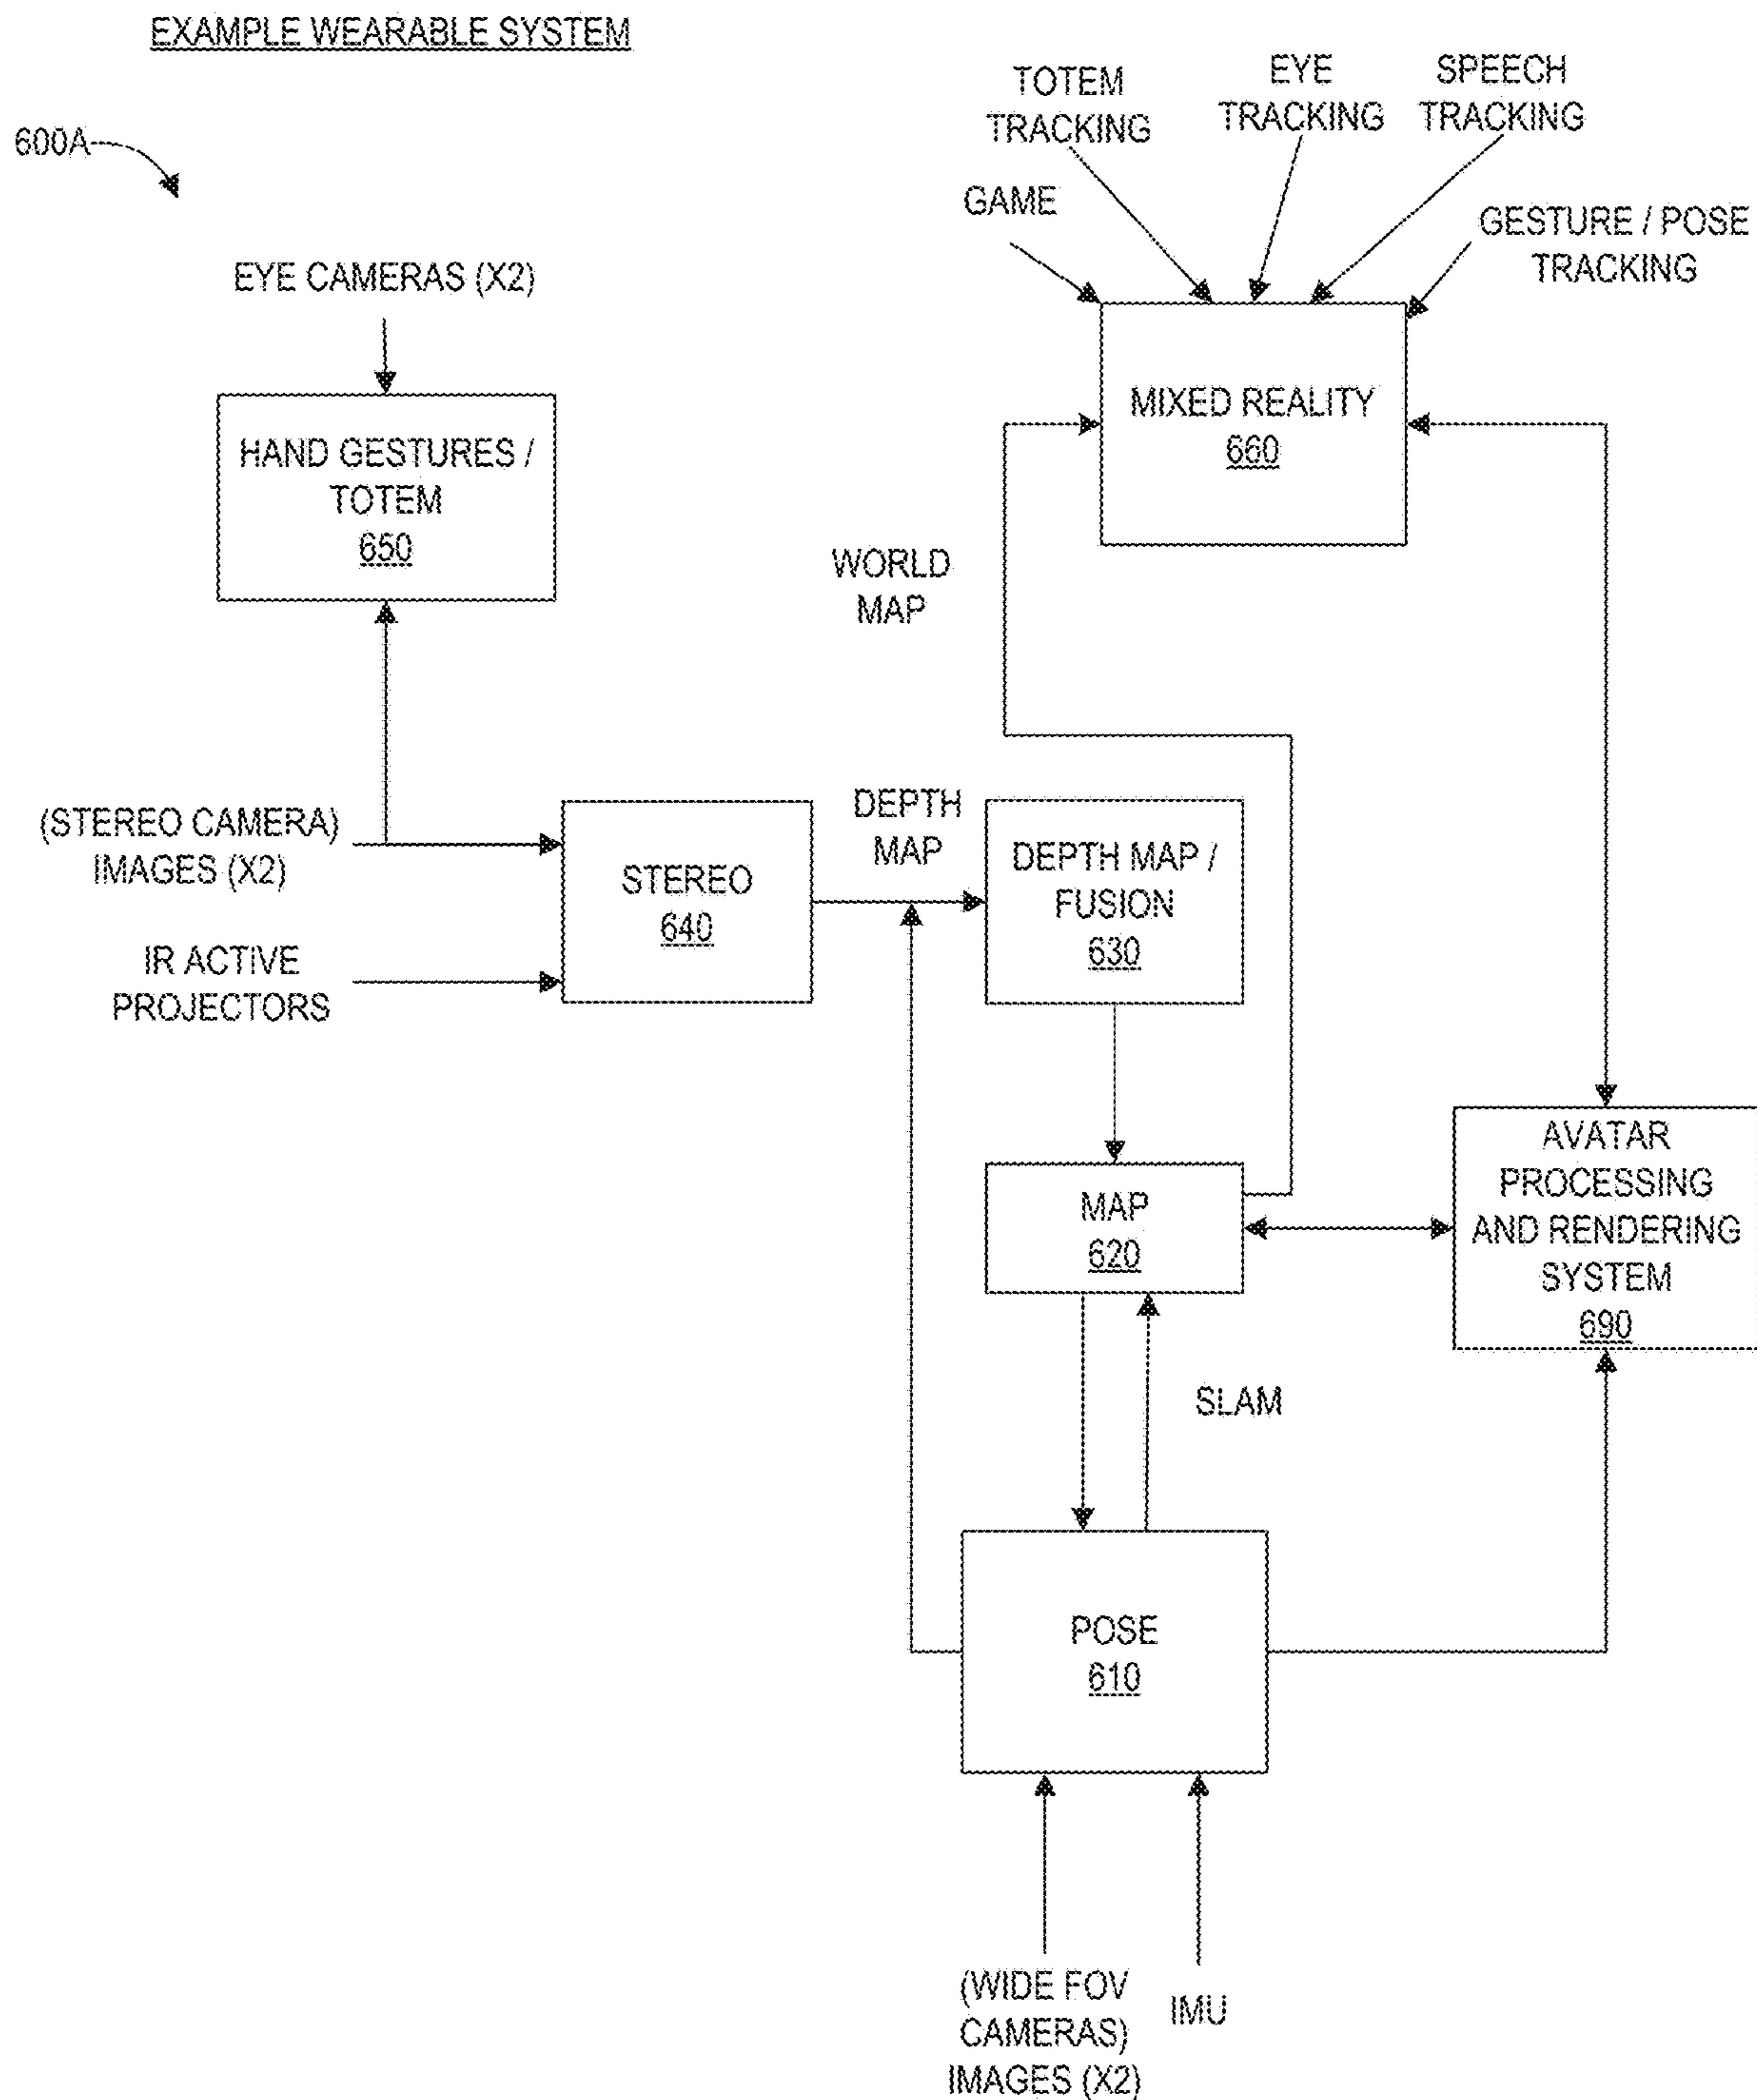 EXAMPLE WEARABLE SYSTEM
600A
TOTEM
TRACKING
EYE
TRACKING
SPEECH
TRACKING
GAME
GESTURE / POSE
TRACKING
EYE CAMERAS (X2)
MIXED REALITY
660
HAND GESTURES /
TOTEM
650
WORLD
MAP
(STEREO CAMERA)
IMAGES (X2)
IR ACTIVE
PROJECTORS
STEREO
640
DEPTH
MAP
DEPTH MAP /
FUSION
630
MAP
620
AVATAR
PROCESSING
AND RENDERING
SYSTEM
690
SLAM
POSE
610
(WIDE FOV
CAMERAS)
IMAGES (X2)
IMU